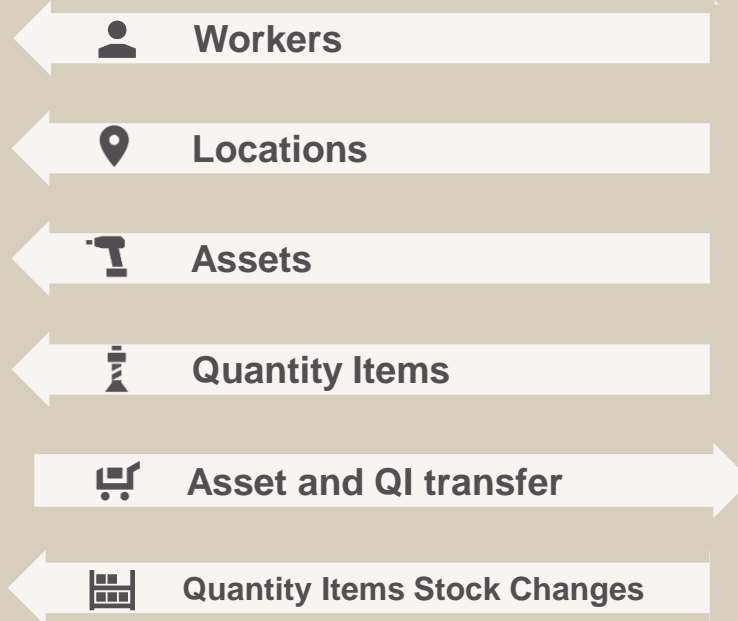 Workers
Locations
Assets
Quantity Items
Asset and QI transfer
Quantity Items Stock Changes